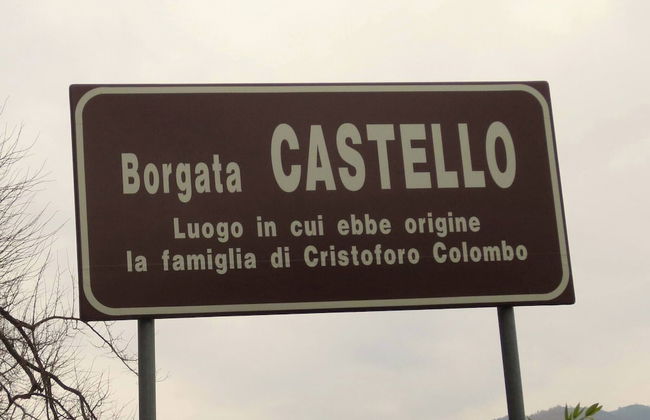 Borgata CASTELLO
Luogo in cui ebbe origine
la famiglia di Cristoforo Colombo